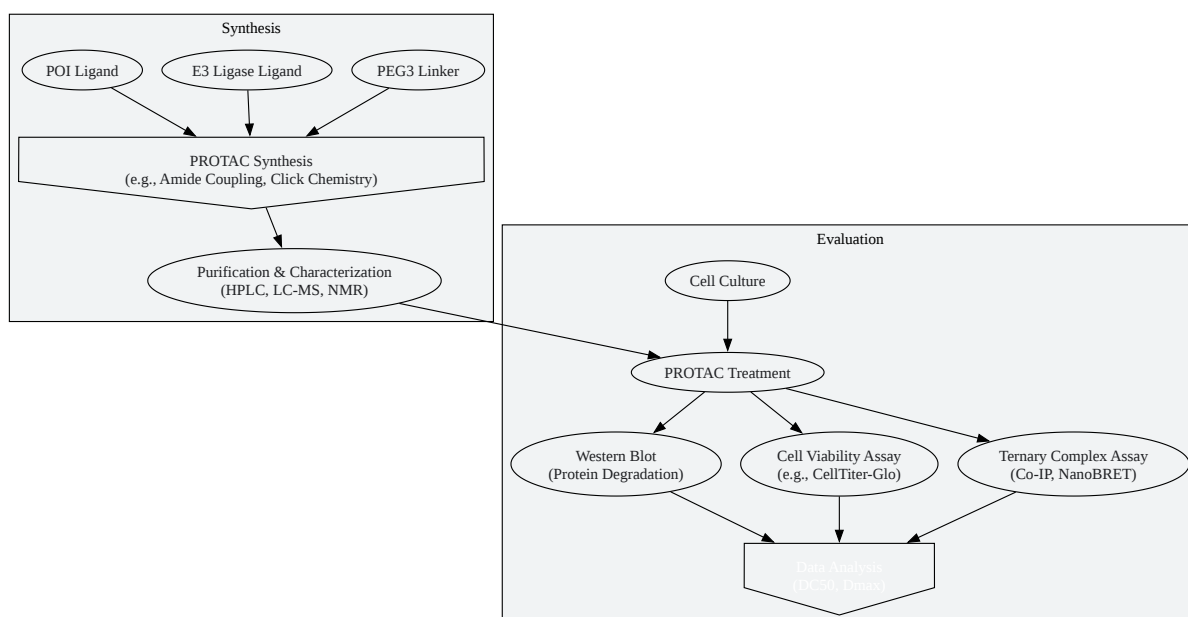 Synthesis
POI Ligand
E3 Ligase Ligand
PEG3 Linker
PROTAC Synthesis
(e.g., Amide Coupling, Click Chemistry)
Purification & Characterization
(HPLC, LC-MS, NMR)
Evaluation
Cell Culture
PROTAC Treatment
Western Blot
(Protein Degradation)
Cell Viability Assay
(e.g., CellTiter-Glo)
Ternary Complex Assay
(Co-IP, NanoBRET)
Data Analysis
(DC50, Dmax)